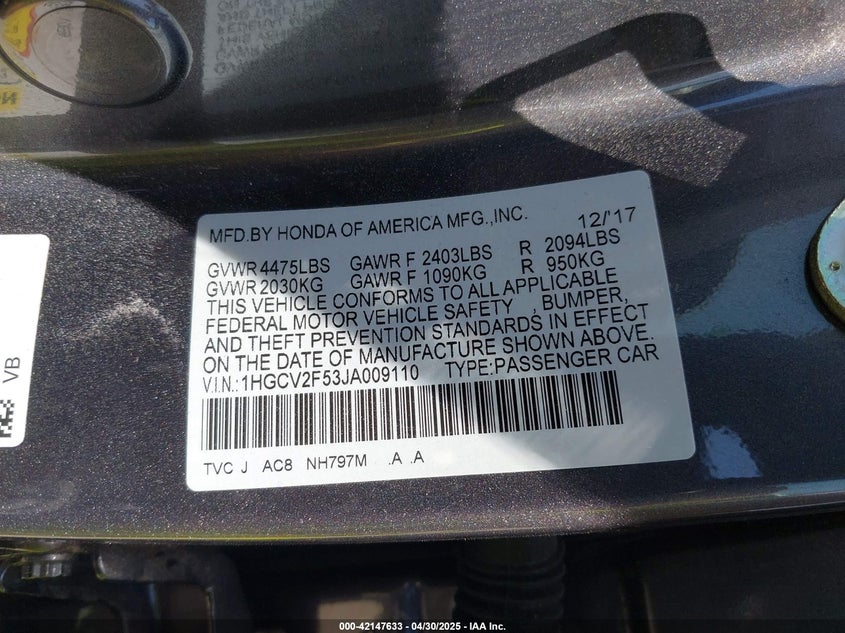 MFD.BY HONDA OF AMERICA MFG.,INC. 12/'17
GVWR 4475LBS GAWR F 2403LBS R 2094LBS
GVWR 2030KG GAWR F 1090KG R 950KG
THIS VEHICLE CONFORMS TO ALL APPLICABLE
FEDERAL MOTOR VEHICLE SAFETY , BUMPER,
AND THEFT PREVENTION STANDARDS IN EFFECT
ON THE DATE OF MANUFACTURE SHOWN ABOVE.
V.I.N.:1HGCV2F53JA009110 TYPE:PASSENGER CAR
TVC J AC8 NH797M .A .A
VB
000-42147633 - 04/30/2025 - IAA Inc.